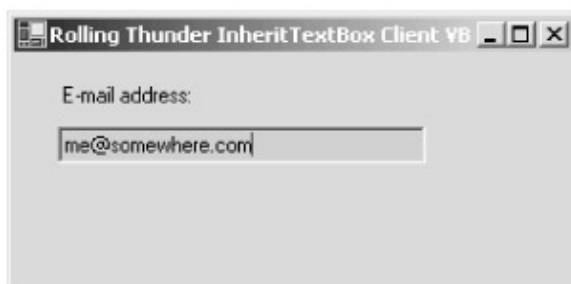 Rolling Thunder InheritTextBox Client VB
E-mail address:
me@somewhere.com